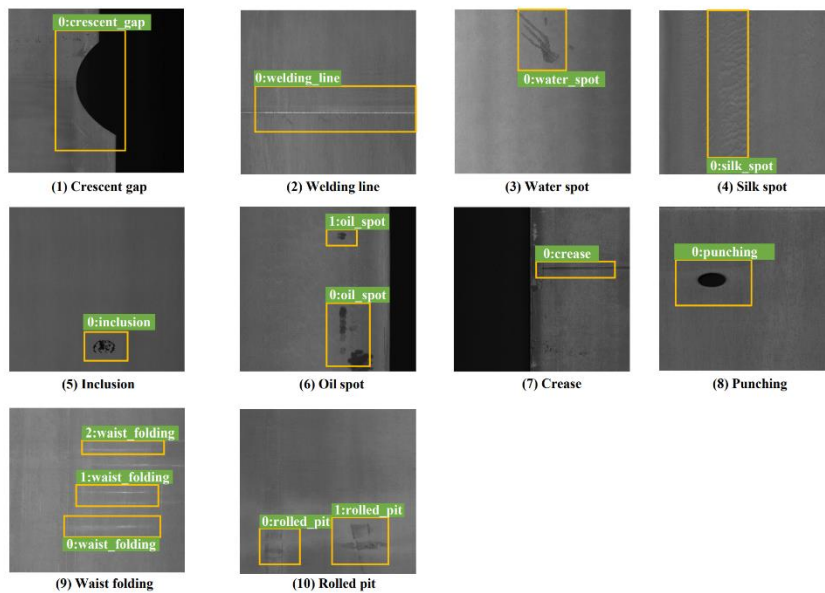 0:crescent_gap
0:welding_line
0:water_spot
0:silk_spot
(1) Crescent gap
(2) Welding line
(3) Water spot
(4) Silk spot
0:inclusion
1:oil_spot
0:oil_spot
0:crease
0:punching
(5) Inclusion
(6) Oil spot
(7) Crease
(8) Punching
2:waist_folding
1:waist_folding
0:waist_folding
0:rolled_pit
1:rolled_pit
(9) Waist folding
(10) Rolled pit